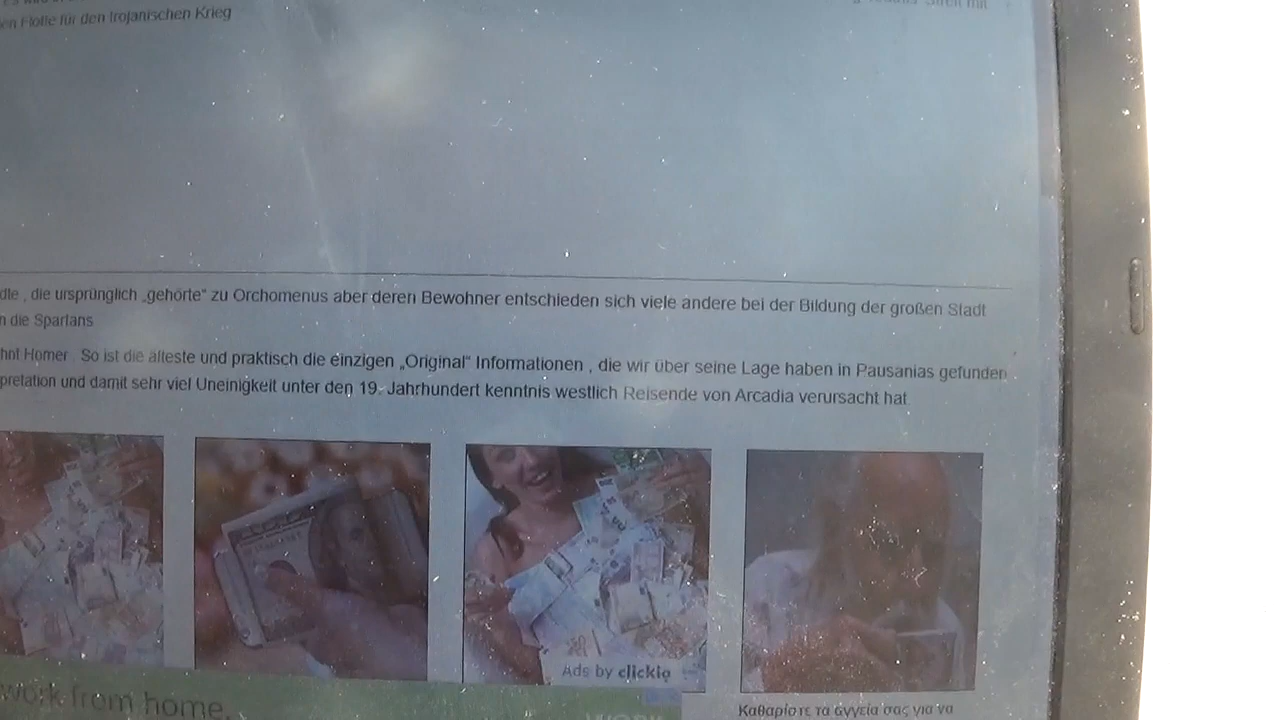 Flotte für den trojanischen Krieg
Streit mit
dte , die ursprünglich „gehörte“ zu Orchomenus aber deren Bewohner entschieden sich viele andere bei der Bildung der großen Stadt
n die Spartans
hnt Homer . So ist die älteste und praktisch die einzigen „Original“ Informationen , die wir über seine Lage haben in Pausanias gefunden
pretation und damit sehr viel Uneinigkeit unter den 19. Jahrhundert kenntnis westlich Reisende von Arcadia verursacht hat
Ads by clickio
work from home.
Καθαρίστε τα αγγεία σας για να